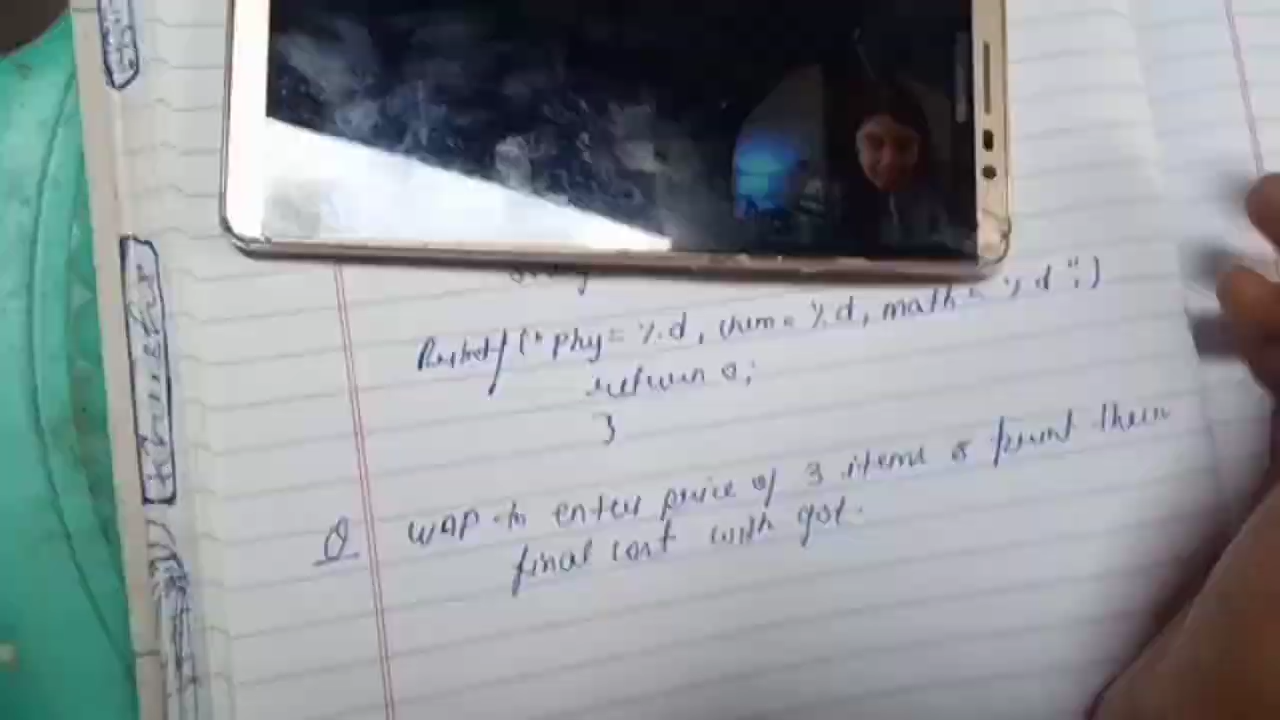 Printf("Phy = %d, chem = %d, math = %d");)
return 0;
}
Q WAP to enter price of 3 items & print their
final cost with gst.